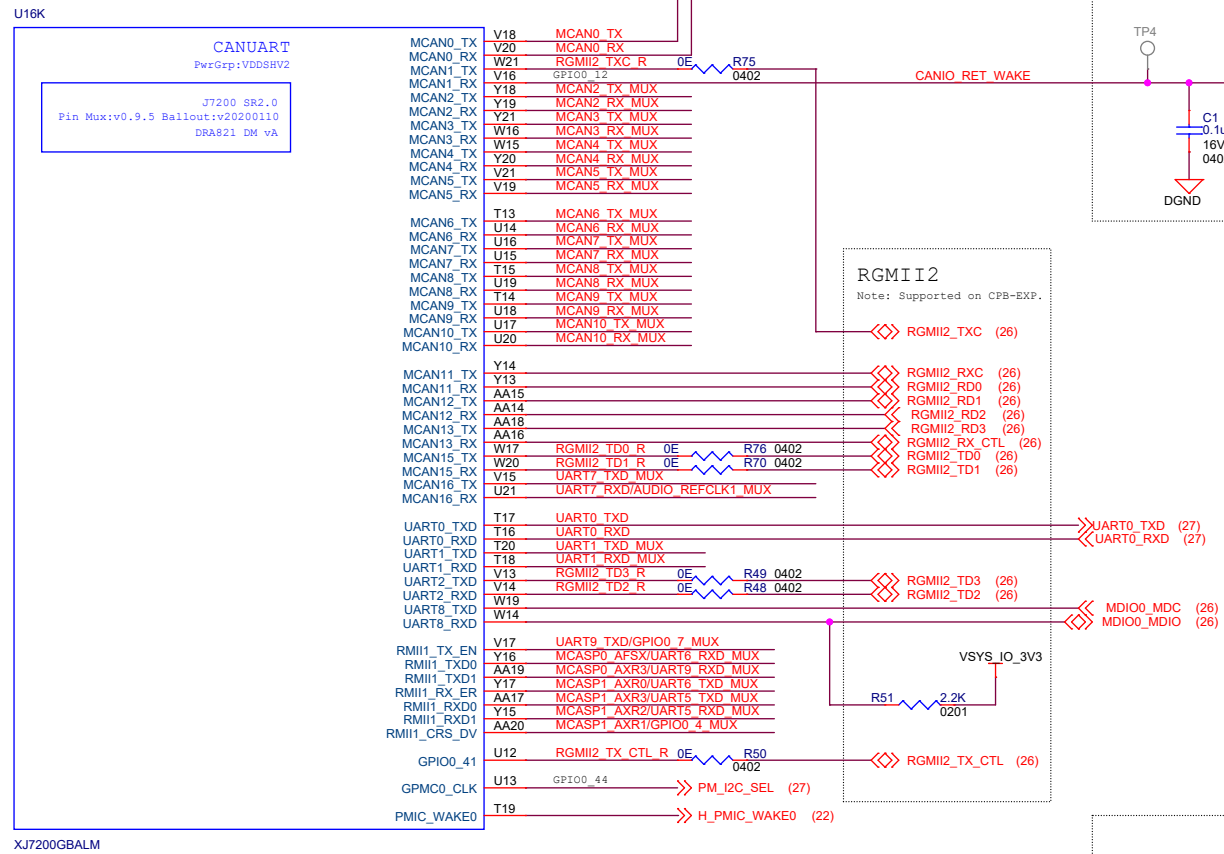 U16K
CANUART
PwrGrp:VDDSHV2
J7200 SR2.0
Pin Mux:v0.9.5 Ballout:v20200110
DRA821 DM vA
MCAN0_TX V18 MCAN0_TX
MCAN0_RX V20 MCAN0_RX
MCAN1_TX W21 RGMII2_TXC_R 0E R75 0402
MCAN1_RX V16 GPIO0_12 CANIO_RET_WAKE
MCAN2_TX Y18 MCAN2_TX_MUX
MCAN2_RX Y19 MCAN2_RX_MUX
MCAN3_TX Y21 MCAN3_TX_MUX
MCAN3_RX W16 MCAN3_RX_MUX
MCAN4_TX W15 MCAN4_TX_MUX
MCAN4_RX Y20 MCAN4_RX_MUX
MCAN5_TX V21 MCAN5_TX_MUX
MCAN5_RX V19 MCAN5_RX_MUX
TP4
C1
0.1u
16V
040
DGND
MCAN6_TX T13 MCAN6_TX_MUX
MCAN6_RX U14 MCAN6_RX_MUX
MCAN7_TX U16 MCAN7_TX_MUX
MCAN7_RX U15 MCAN7_RX_MUX
MCAN8_TX T15 MCAN8_TX_MUX
MCAN8_RX U19 MCAN8_RX_MUX
MCAN9_TX T14 MCAN9_TX_MUX
MCAN9_RX U18 MCAN9_RX_MUX
MCAN10_TX U17 MCAN10_TX_MUX
MCAN10_RX U20 MCAN10_RX_MUX
RGMII2
Note: Supported on CPB-EXP.
RGMII2_TXC (26)
MCAN11_TX Y14 RGMII2_RXC (26)
MCAN11_RX Y13 RGMII2_RD0 (26)
MCAN12_TX AA15 RGMII2_RD1 (26)
MCAN12_RX AA14 RGMII2_RD2 (26)
MCAN13_TX AA18 RGMII2_RD3 (26)
MCAN13_RX AA16 RGMII2_RX_CTL (26)
MCAN15_TX W17 RGMII2_TD0_R 0E R76 0402 RGMII2_TD0 (26)
MCAN15_RX W20 RGMII2_TD1_R 0E R70 0402 RGMII2_TD1 (26)
MCAN16_TX V15 UART7_TXD_MUX
MCAN16_RX U21 UART7_RXD/AUDIO_REFCLK1_MUX
UART0_TXD T17 UART0_TXD UART0_TXD (27)
UART0_RXD T16 UART0_RXD UART0_RXD (27)
UART1_TXD T20 UART1_TXD_MUX
UART1_RXD T18 UART1_RXD_MUX
UART2_TXD V13 RGMII2_TD3_R 0E R49 0402 RGMII2_TD3 (26)
UART2_RXD V14 RGMII2_TD2_R 0E R48 0402 RGMII2_TD2 (26)
UART8_TXD W19 MDIO0_MDC (26)
UART8_RXD W14 MDIO0_MDIO (26)
RMII1_TX_EN V17 UART9_TXD/GPIO0_7_MUX
RMII1_TXD0 Y16 MCASP0_AFSX/UART6_RXD_MUX
RMII1_TXD1 AA19 MCASP0_AXR3/UART9_RXD_MUX
RMII1_RX_ER Y17 MCASP1_AXR0/UART6_TXD_MUX
RMII1_RXD0 AA17 MCASP1_AXR3/UART5_TXD_MUX
RMII1_RXD1 Y15 MCASP1_AXR2/UART5_RXD_MUX
RMII1_CRS_DV AA20 MCASP1_AXR1/GPIO0_4_MUX
VSYS_IO_3V3
R51 2.2K
0201
GPIO0_41 U12 RGMII2_TX_CTL_R 0E R50 0402 RGMII2_TX_CTL (26)
GPMC0_CLK U13 GPIO0_44 PM_I2C_SEL (27)
PMIC_WAKE0 T19 H_PMIC_WAKE0 (22)
XJ7200GBALM